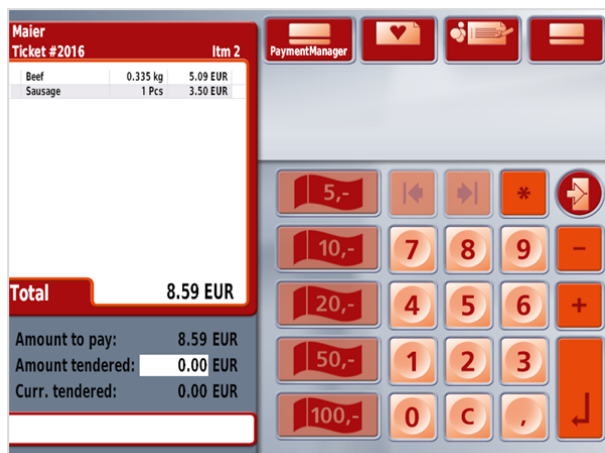 Maier
Ticket #2016 Itm 2
Beef 0.335 kg 5.09 EUR
Sausage 1 Pcs 3.50 EUR
Total 8.59 EUR
Amount to pay: 8.59 EUR
Amount tendered: 0.00 EUR
Curr. tendered: 0.00 EUR
PaymentManager
5,- *
10,- 7 8 9 -
20,- 4 5 6 +
50,- 1 2 3
100,- 0 C ,